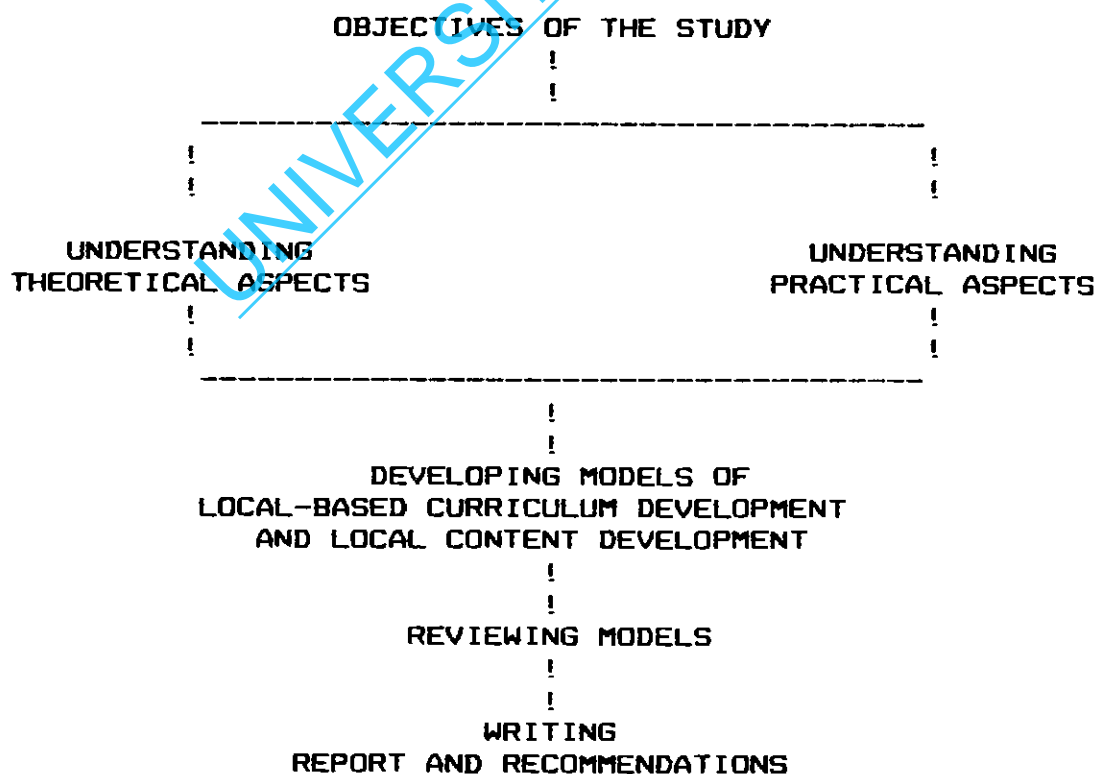 OBJECTIVES OF THE STUDY
UNDERSTANDING
THEORETICAL ASPECTS
UNDERSTANDING
PRACTICAL ASPECTS
DEVELOPING MODELS OF
LOCAL-BASED CURRICULUM DEVELOPMENT
AND LOCAL CONTENT DEVELOPMENT
REVIEWING MODELS
WRITING
REPORT AND RECOMMENDATIONS